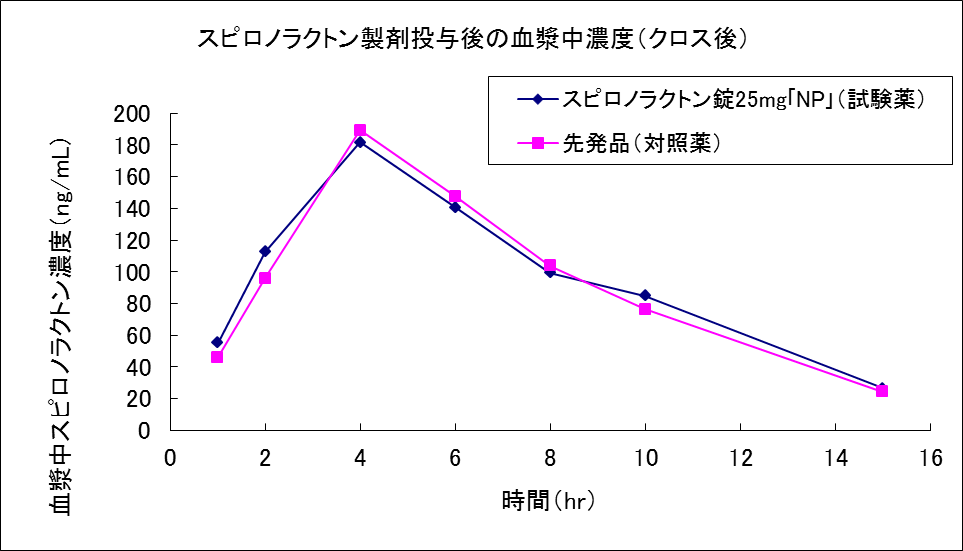 スピロノラクトン製剤投与後の血漿中濃度(クロス後)
スピロノラクトン錠25mg「NP」(試験薬)
先発品(対照薬)
血漿中スピロノラクトン濃度(ng/mL)
200
180
160
140
120
100
80
60
40
20
0
0 2 4 6 8 10 12 14 16
時間(hr)